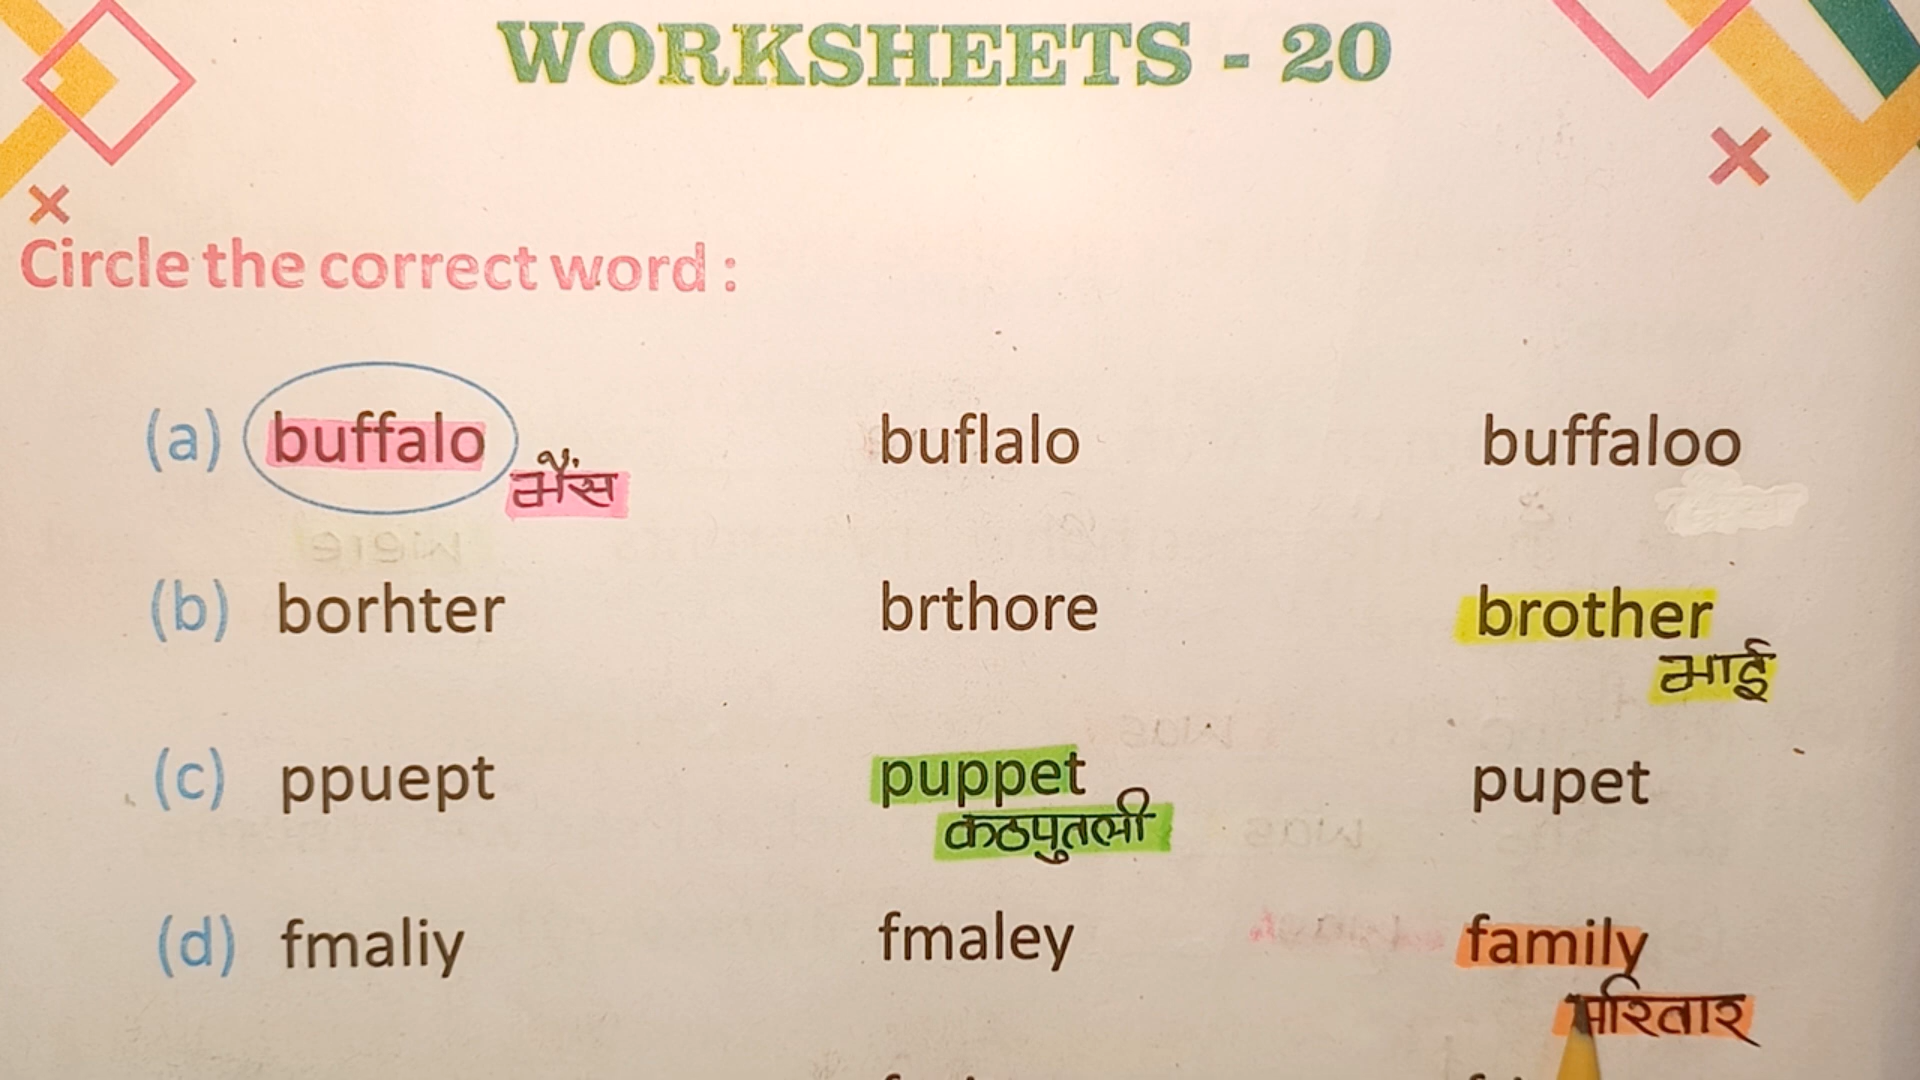 WORKSHEETS - 20
Circle the correct word :
(a) buffalo buflalo buffaloo
भैंस
(b) borhter brthore brother
भाई
(c) ppuept puppet pupet
कठपुतली
(d) fmaliy fmaley family